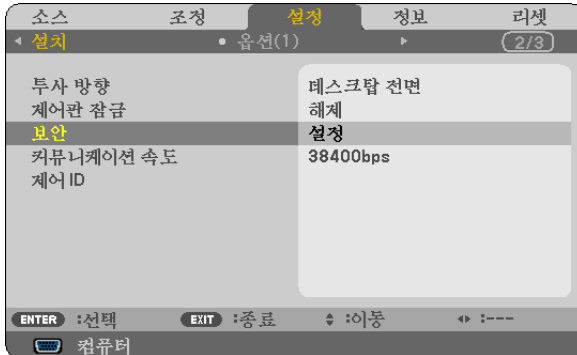 소스 조정 설정 정보 리셋
설치 옵션(1) 2/3
투사 방향 데스크탑 전면
제어판 잠금 해제
보안 설정
커뮤니케이션 속도 38400bps
제어 ID
ENTER :선택 EXIT :종료 :이동 :---
컴퓨터